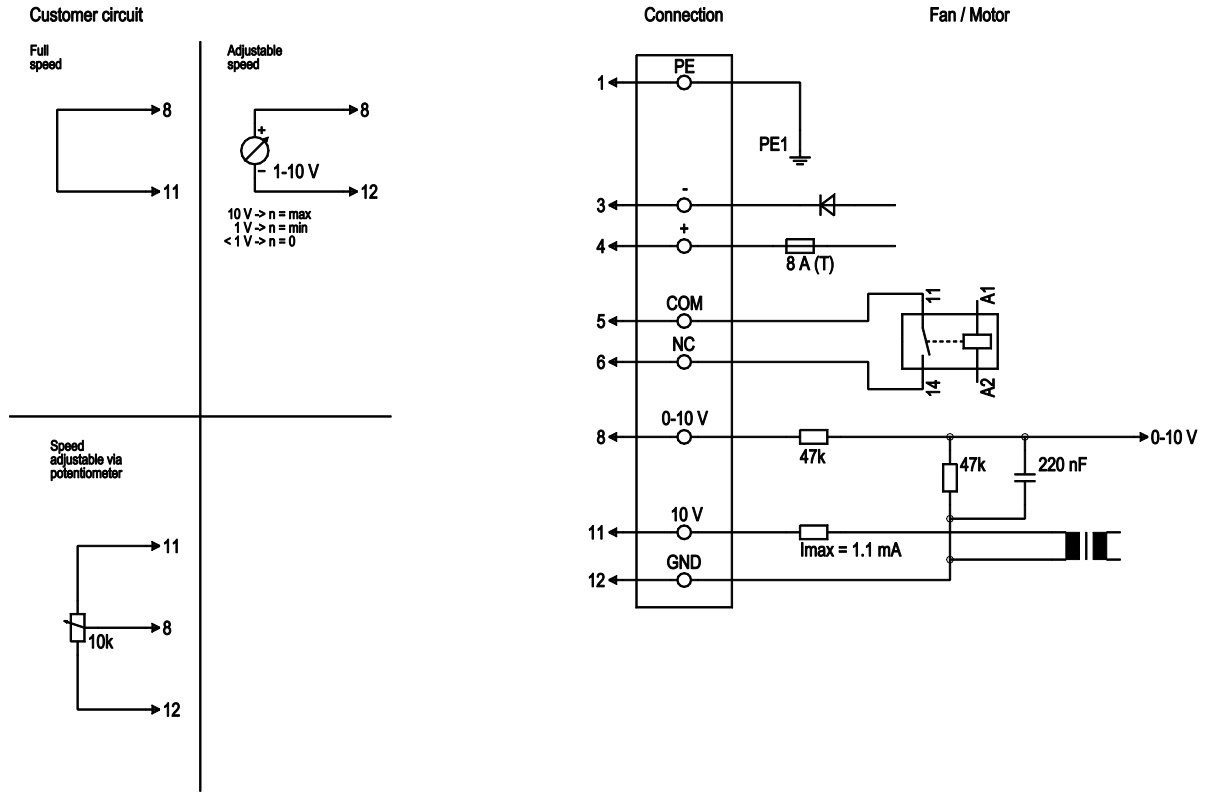 Customer circuit
Full
speed
8
11
Adjustable
speed
8
+
– 1-10 V
12
10 V -> n = max
1 V -> n = min
< 1 V -> n = 0
Speed
adjustable via
potentiometer
11
8
10k
12
Connection
Fan / Motor
PE
1
PE1
-
3
+
4
8 A (T)
COM
5
NC
6
11
A1
14
A2
0-10 V
8
47k
0-10 V
47k
220 nF
10 V
11
Imax = 1.1 mA
GND
12